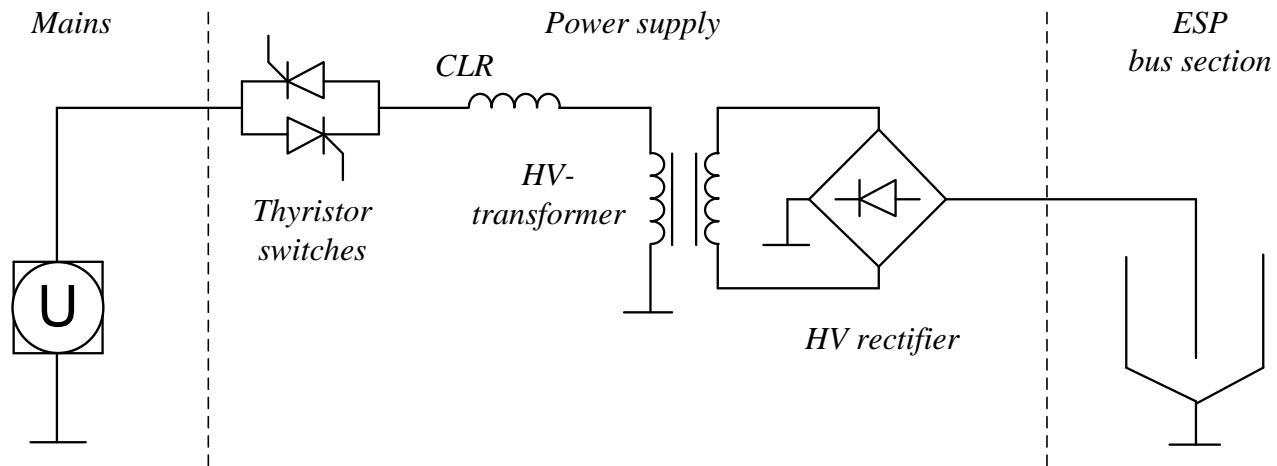 Mains
Power supply
ESP
bus section
CLR
Thyristor
switches
HV-
transformer
U
HV rectifier